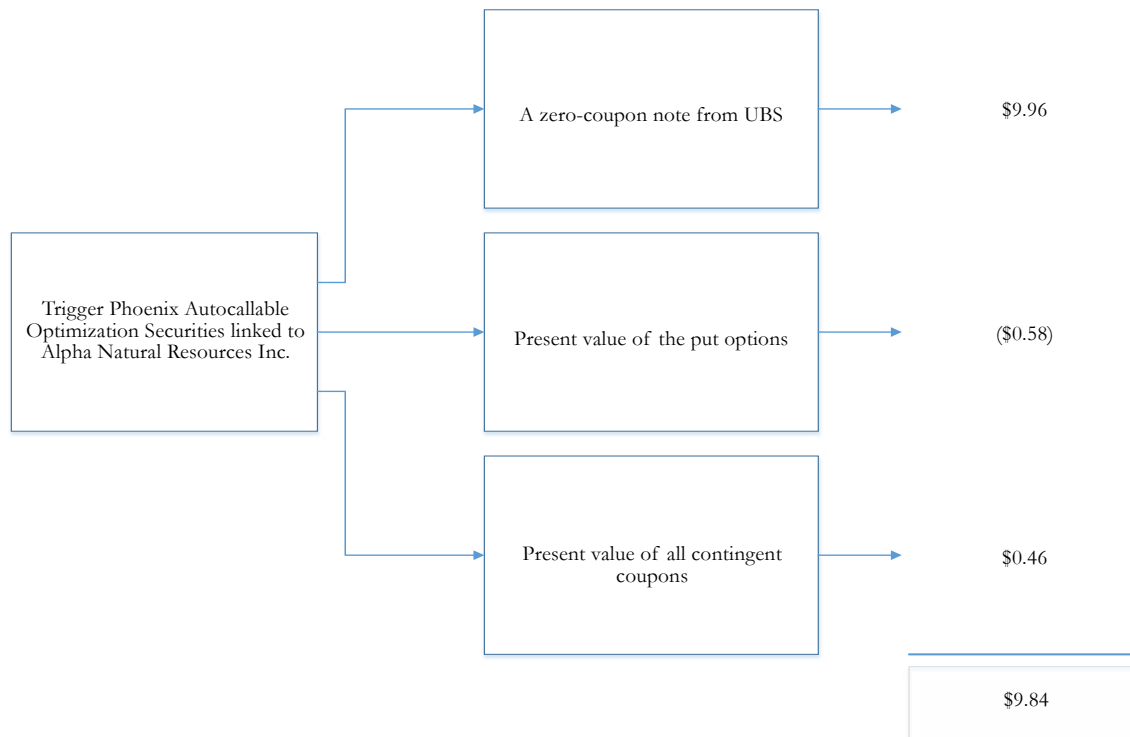 A zero-coupon note from UBS
$9.96
Trigger Phoenix Autocallable
Optimization Securities linked to
Alpha Natural Resources Inc.
Present value of the put options
($0.58)
Present value of all contingent
coupons
$0.46
$9.84